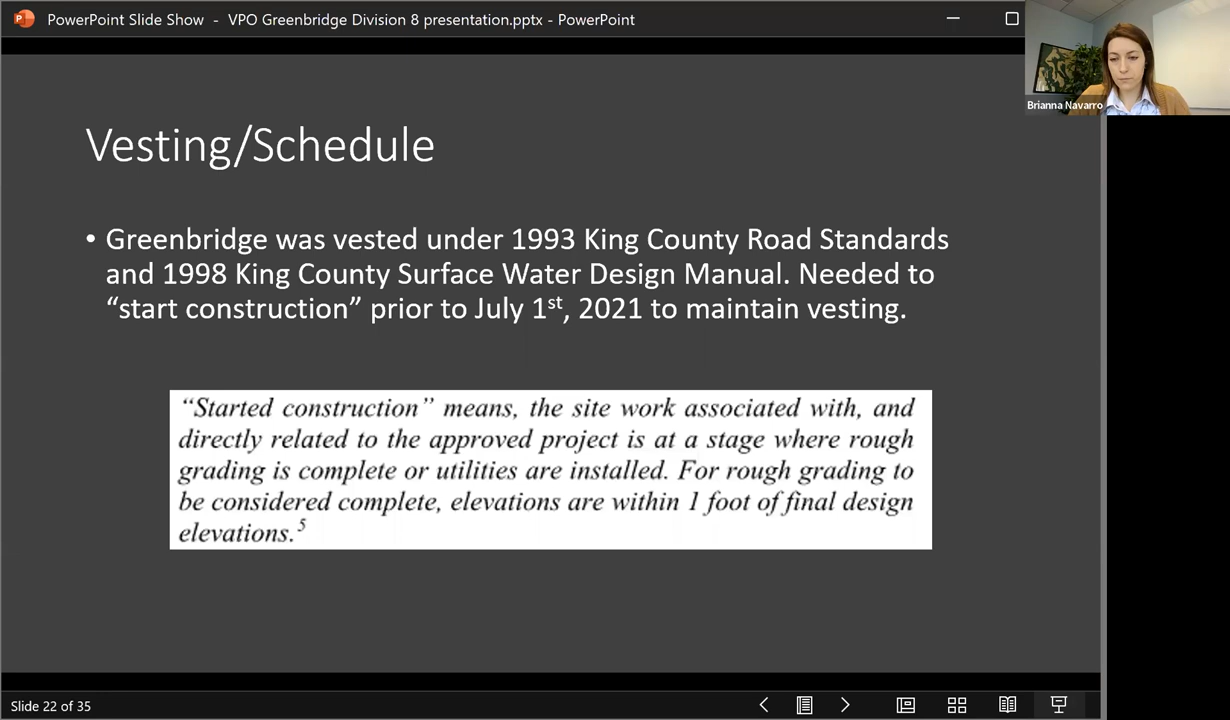 PowerPoint Slide Show - VPO Greenbridge Division 8 presentation.pptx - PowerPoint
Brianna Navarro
Vesting/Schedule
• Greenbridge was vested under 1993 King County Road Standards
and 1998 King County Surface Water Design Manual. Needed to
“start construction” prior to July 1st, 2021 to maintain vesting.
“Started construction” means, the site work associated with, and
directly related to the approved project is at a stage where rough
grading is complete or utilities are installed. For rough grading to
be considered complete, elevations are within 1 foot of final design
elevations.5
Slide 22 of 35